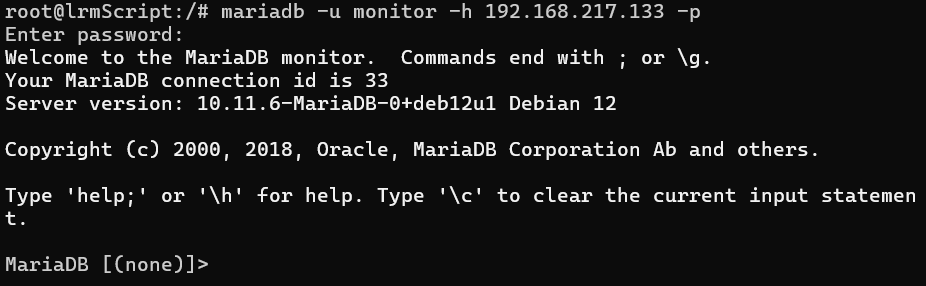 root@lrmScript:/# mariadb -u monitor -h 192.168.217.133 -p
Enter password:
Welcome to the MariaDB monitor.  Commands end with ; or \g.
Your MariaDB connection id is 33
Server version: 10.11.6-MariaDB-0+deb12u1 Debian 12

Copyright (c) 2000, 2018, Oracle, MariaDB Corporation Ab and others.

Type 'help;' or '\h' for help. Type '\c' to clear the current input statemen
t.

MariaDB [(none)]>